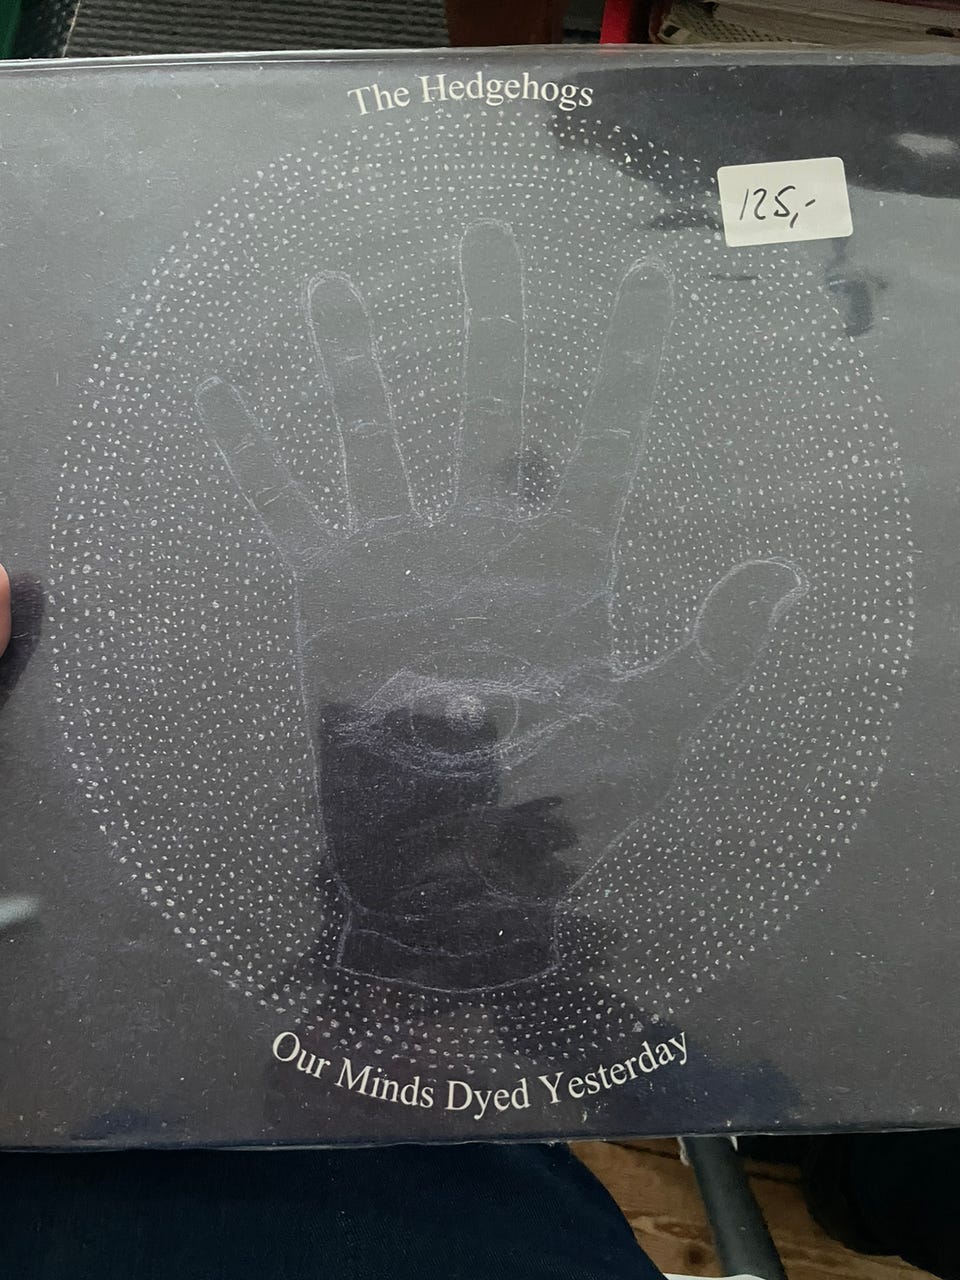 The Hedgehogs
125,-
Our Minds Dyed Yesterday